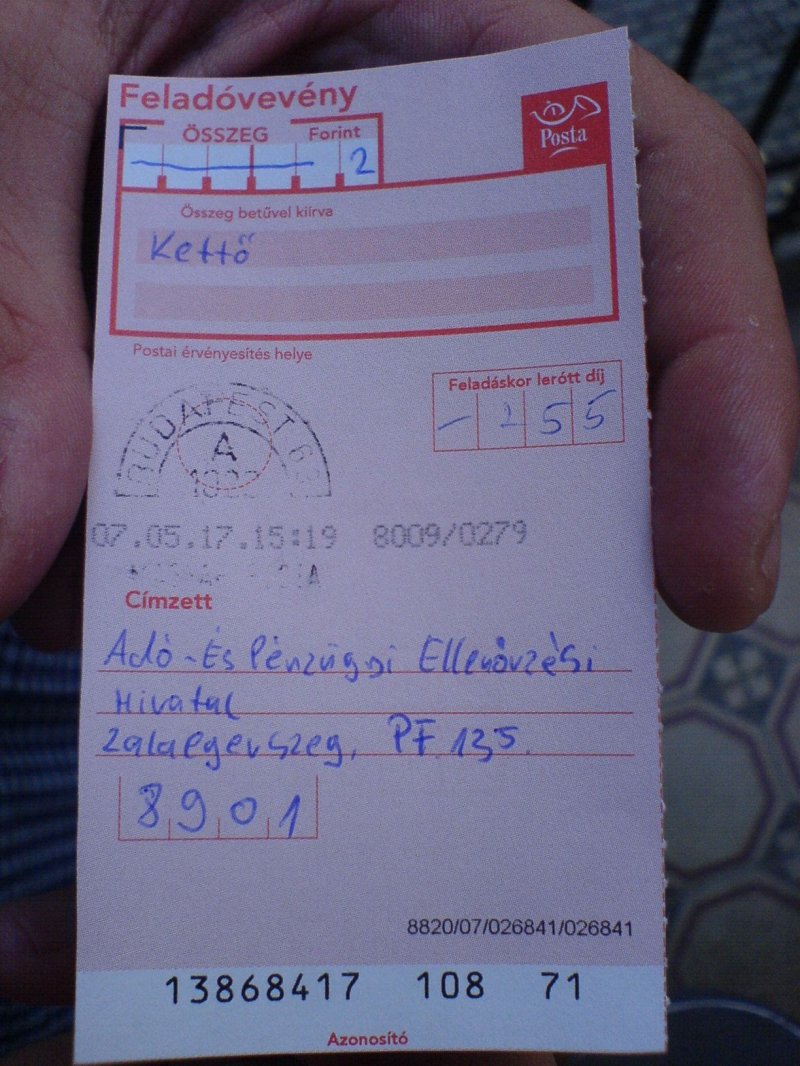 Feladóvevény
ÖSSZEG Forint
2
Posta
Összeg betűvel kiírva
Kettő
Postai érvényesítés helye
Feladáskor lerótt díj
- 255
BUDAPEST 62
A
07.05.17.15:19 8009/0279
Címzett
Adó-És Pénzügyi Ellenőrzési
Hivatal
Zalaegerszeg, PF. 135.
8901
8820/07/026841/026841
13868417 108 71
Azonosító